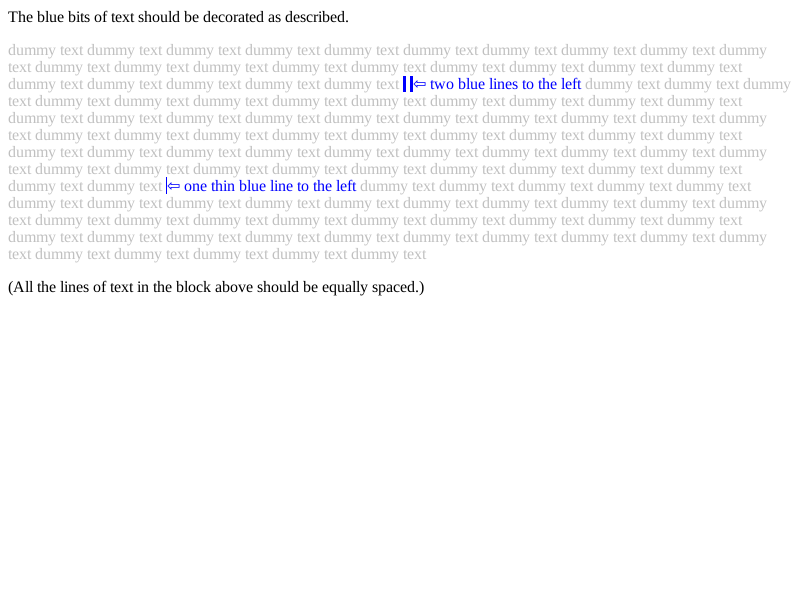 The blue bits of text should be decorated as described.
dummy text dummy text dummy text dummy text dummy text dummy text dummy text dummy text dummy text dummy
text dummy text dummy text dummy text dummy text dummy text dummy text dummy text dummy text dummy text
dummy text dummy text dummy text dummy text dummy text ⇦ two blue lines to the left dummy text dummy text dummy
text dummy text dummy text dummy text dummy text dummy text dummy text dummy text dummy text dummy text
dummy text dummy text dummy text dummy text dummy text dummy text dummy text dummy text dummy text dummy
text dummy text dummy text dummy text dummy text dummy text dummy text dummy text dummy text dummy text
dummy text dummy text dummy text dummy text dummy text dummy text dummy text dummy text dummy text dummy
text dummy text dummy text dummy text dummy text dummy text dummy text dummy text dummy text dummy text
dummy text dummy text ⇦ one thin blue line to the left dummy text dummy text dummy text dummy text dummy text
dummy text dummy text dummy text dummy text dummy text dummy text dummy text dummy text dummy text dummy
text dummy text dummy text dummy text dummy text dummy text dummy text dummy text dummy text dummy text
dummy text dummy text dummy text dummy text dummy text dummy text dummy text dummy text dummy text dummy
text dummy text dummy text dummy text dummy text dummy text
(All the lines of text in the block above should be equally spaced.)